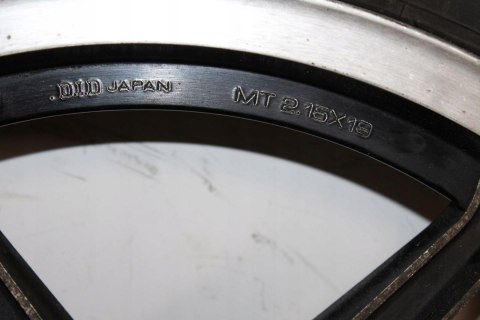 .DID JAPAN MT 2.15X19